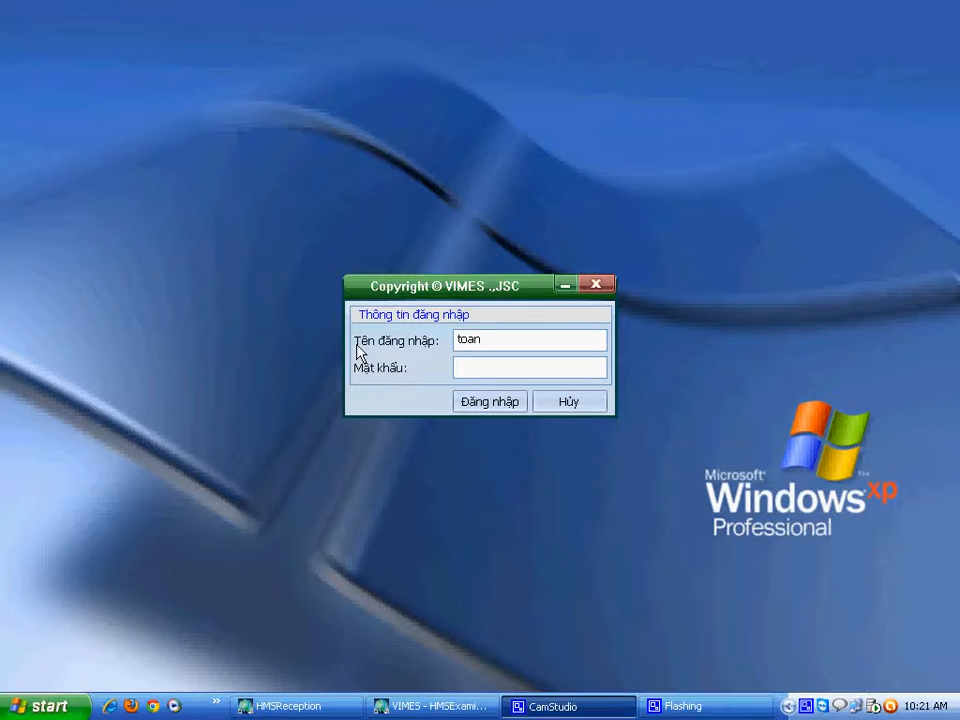 Copyright © VIMES .,JSC
Thông tin đăng nhập
Tên đăng nhập: toan
Mật khẩu:
Đăng nhập Hủy
Microsoft®
Windows xp
Professional
start HMSReception VIMES - HMSExami... CamStudio Flashing 10:21 AM